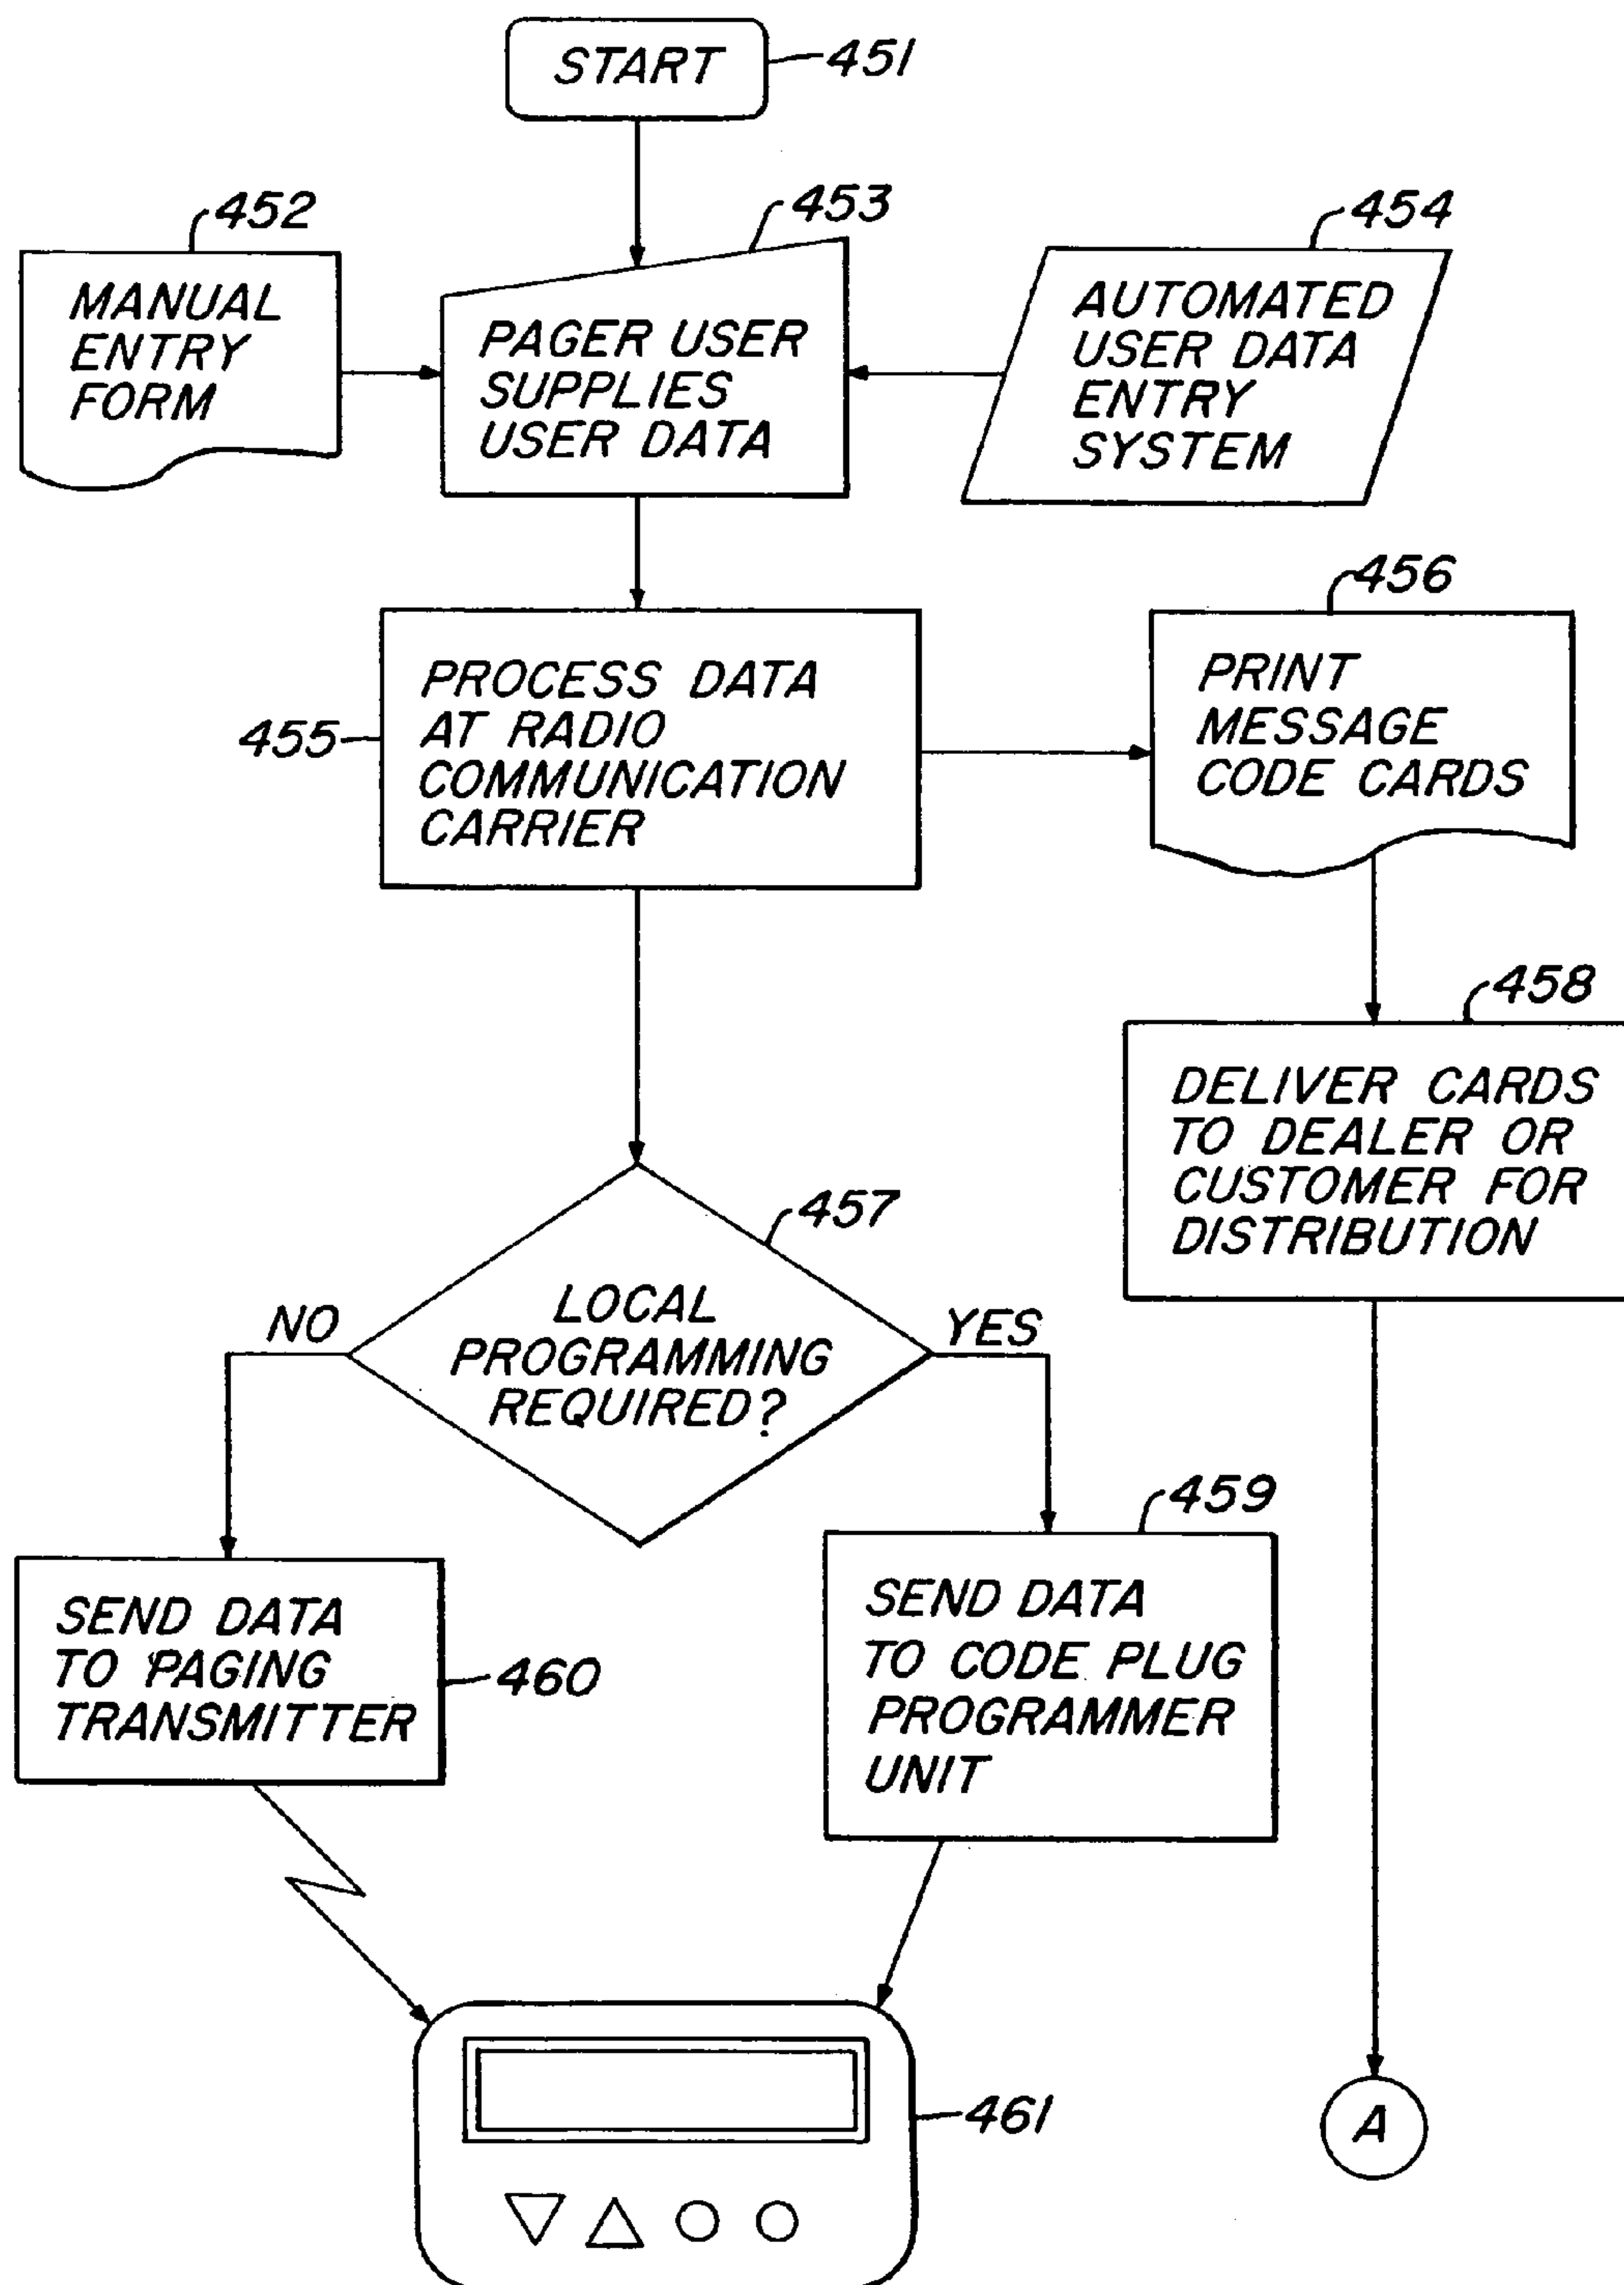 START
451
452
453
454
MANUAL
ENTRY
FORM
PAGER USER
SUPPLIES
USER DATA
AUTOMATED
USER DATA
ENTRY
SYSTEM
455
PROCESS DATA
AT RADIO
COMMUNICATION
CARRIER
456
PRINT
MESSAGE
CODE CARDS
458
DELIVER CARDS
TO DEALER OR
CUSTOMER FOR
DISTRIBUTION
457
LOCAL
PROGRAMMING
REQUIRED?
NO
YES
459
SEND DATA
TO PAGING
TRANSMITTER
460
SEND DATA
TO CODE PLUG
PROGRAMMER
UNIT
461
A